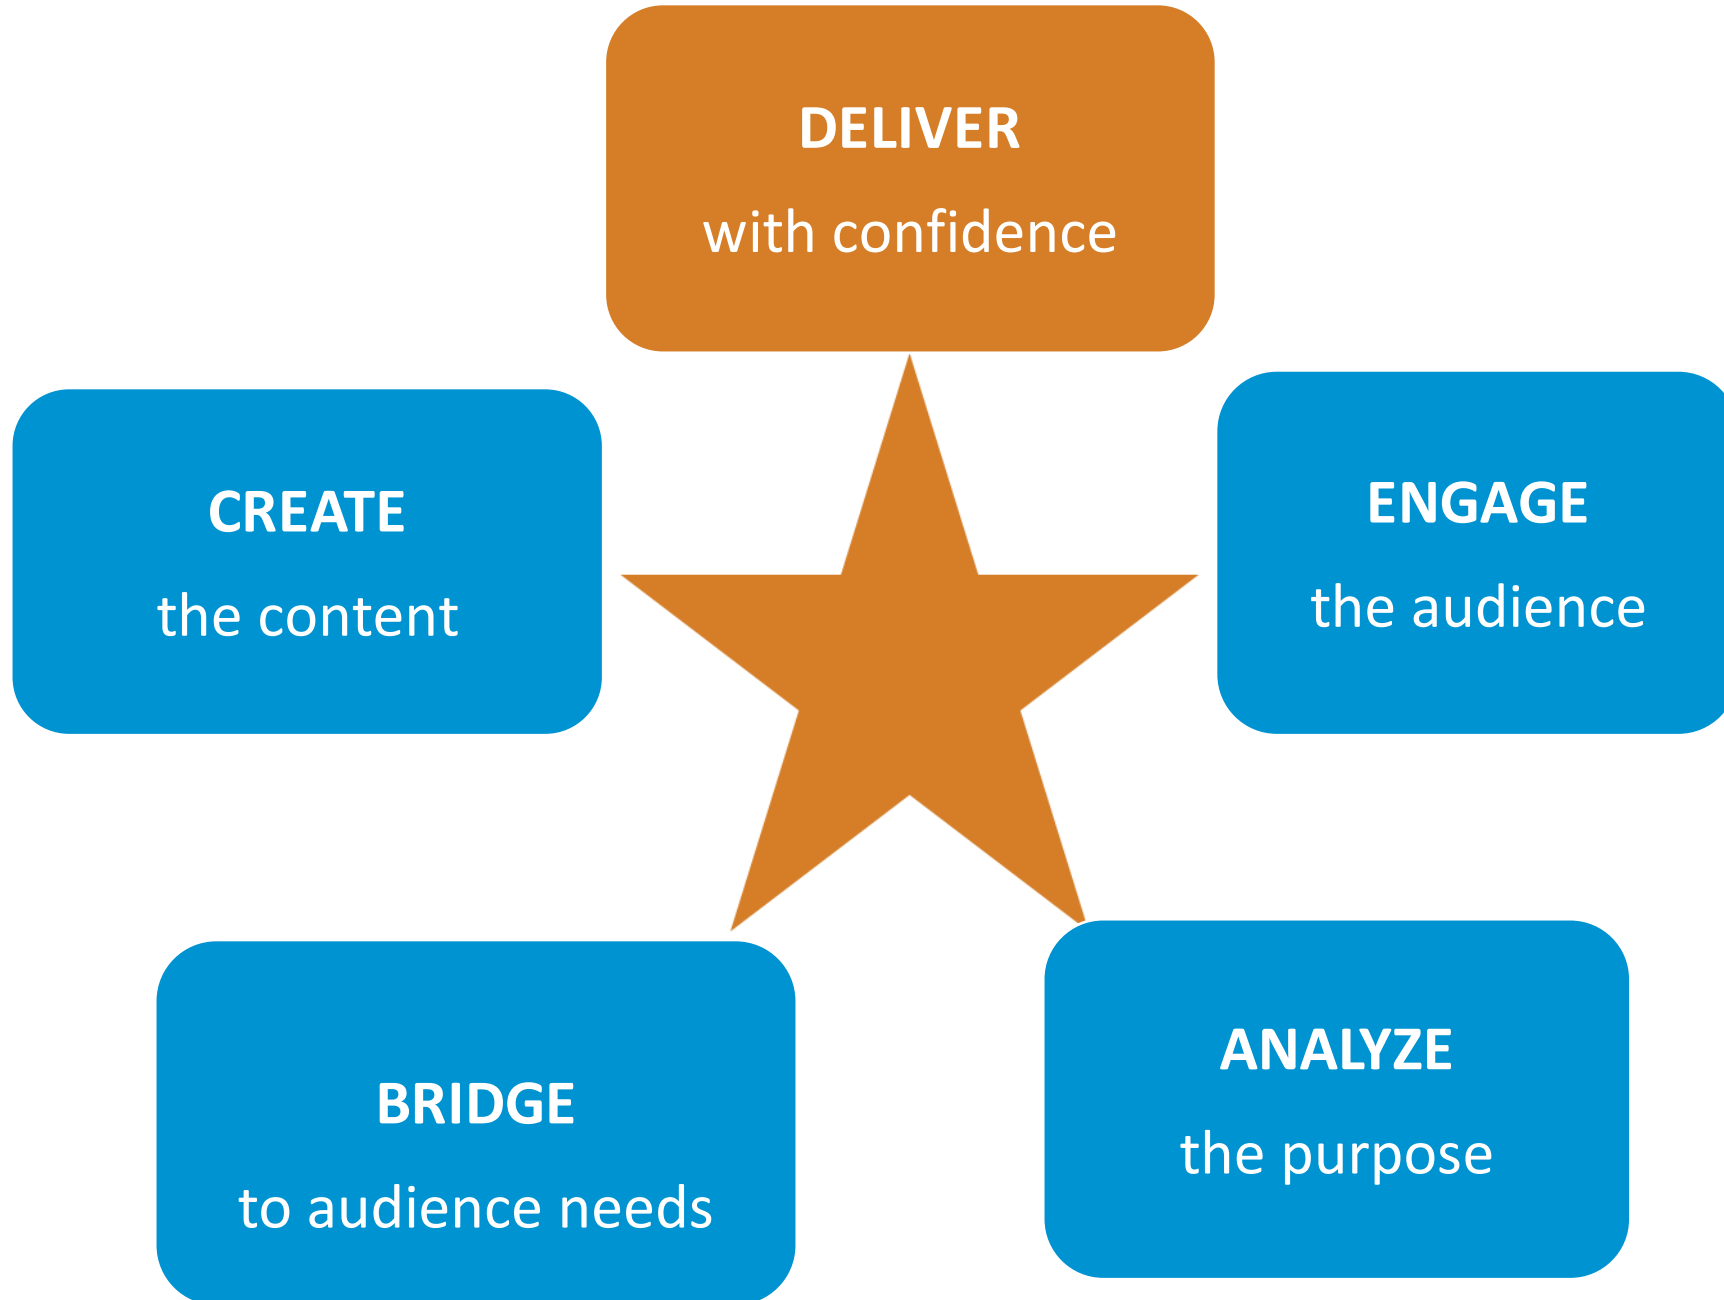 DELIVER
with confidence
CREATE
the content
ENGAGE
the audience
BRIDGE
to audience needs
ANALYZE
the purpose